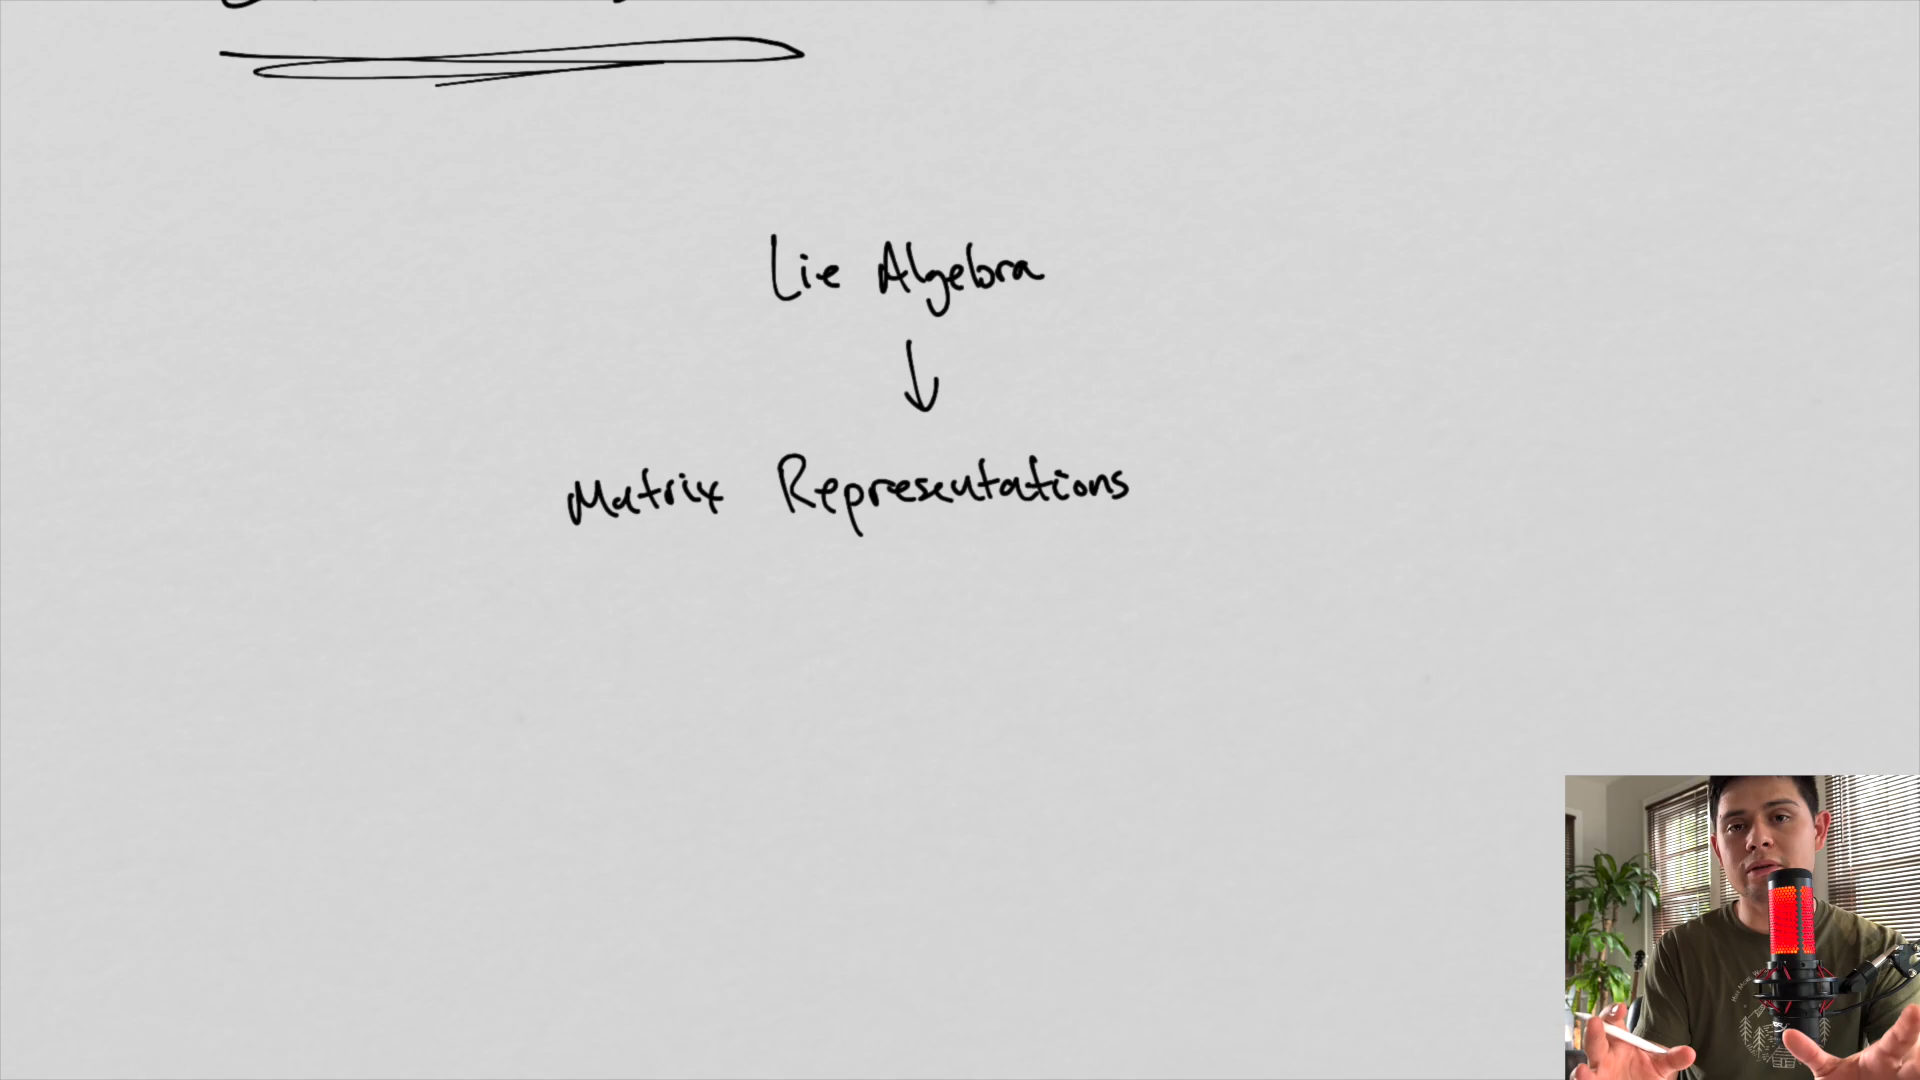 Lie Algebra
↓
Matrix Representations